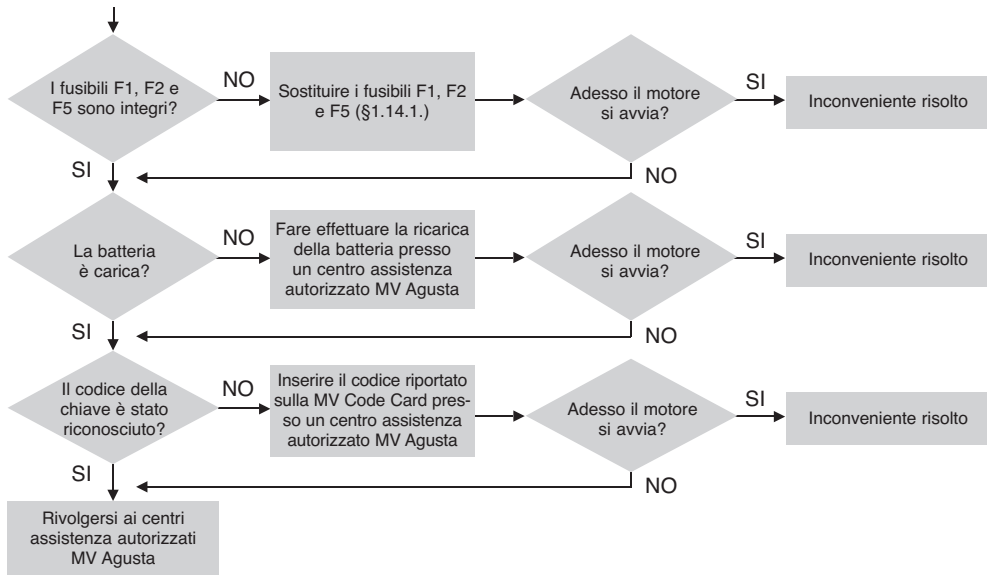 I fusibili F1, F2 e
F5 sono integri?
NO
Sostituire i fusibili F1, F2
e F5 (§1.14.1.)
Adesso il motore
si avvia?
SI
Inconveniente risolto
SI
NO
La batteria
è carica?
NO
Fare effettuare la ricarica
della batteria presso
un centro assistenza
autorizzato MV Agusta
Adesso il motore
si avvia?
SI
Inconveniente risolto
SI
NO
Il codice della
chiave è stato
riconosciuto?
NO
Inserire il codice riportato
sulla MV Code Card pres-
so un centro assistenza
autorizzato MV Agusta
Adesso il motore
si avvia?
SI
Inconveniente risolto
SI
NO
Rivolgersi ai centri
assistenza autorizzati
MV Agusta